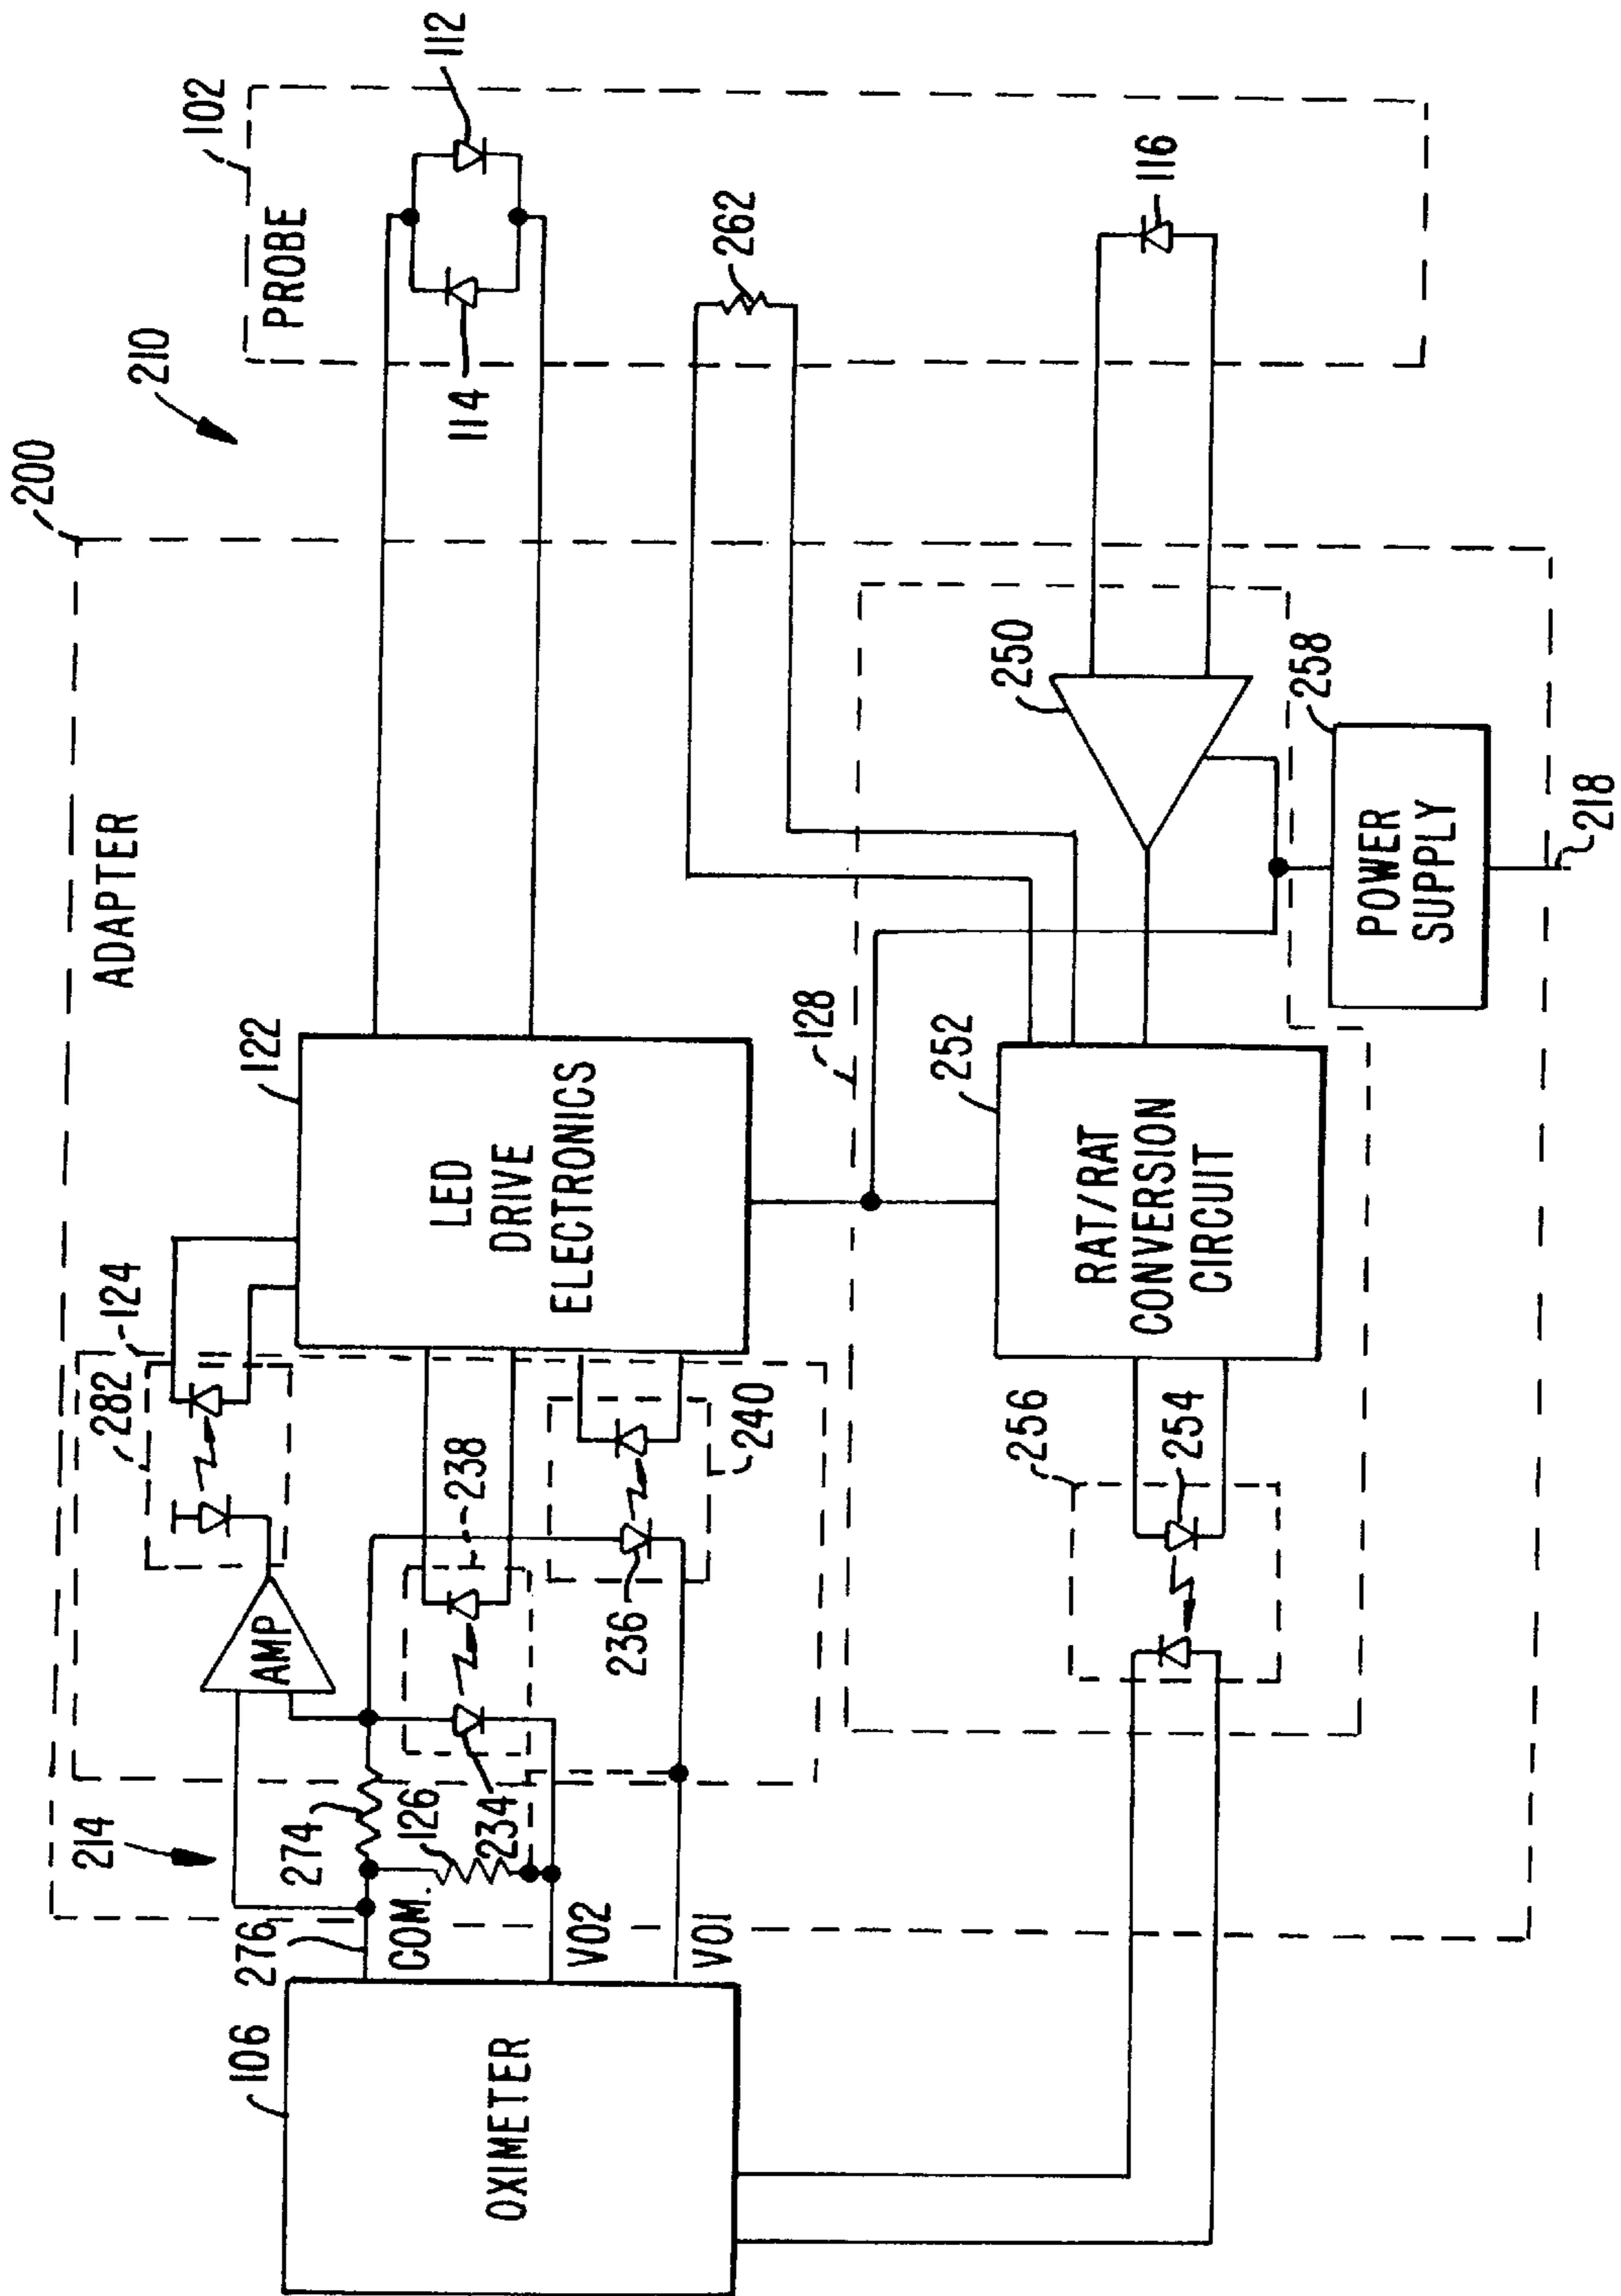 200
210
102
ADAPTER
PROBE
112
114
262
116
122
LED
DRIVE
ELECTRONICS
282
124
AMP
238
240
236
214
274
126
234
276
COM.
V02
V01
106
OXIMETER
128
250
252
RAT/RAT
CONVERSION
CIRCUIT
256
254
258
POWER
SUPPLY
218